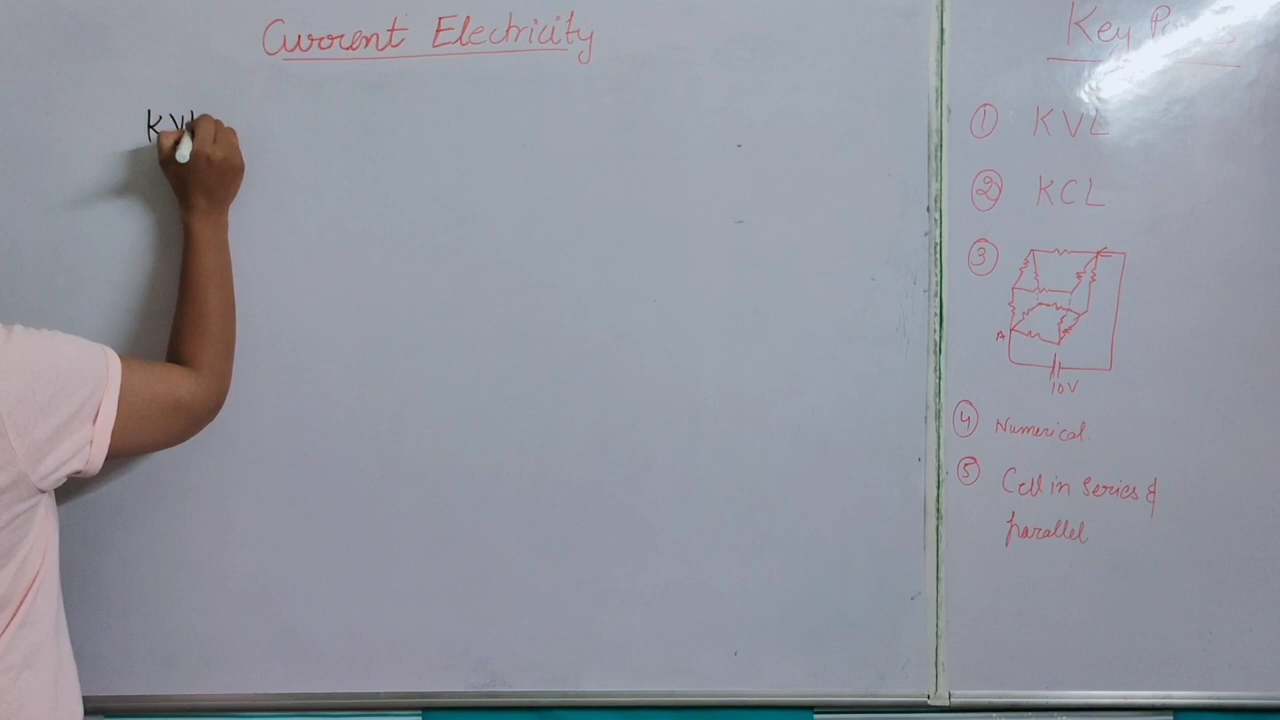 Current Electricity
KVL
Key Points
① KVL
② KCL
③
A
10V
④ Numerical.
⑤ Cell in Series &
parallel